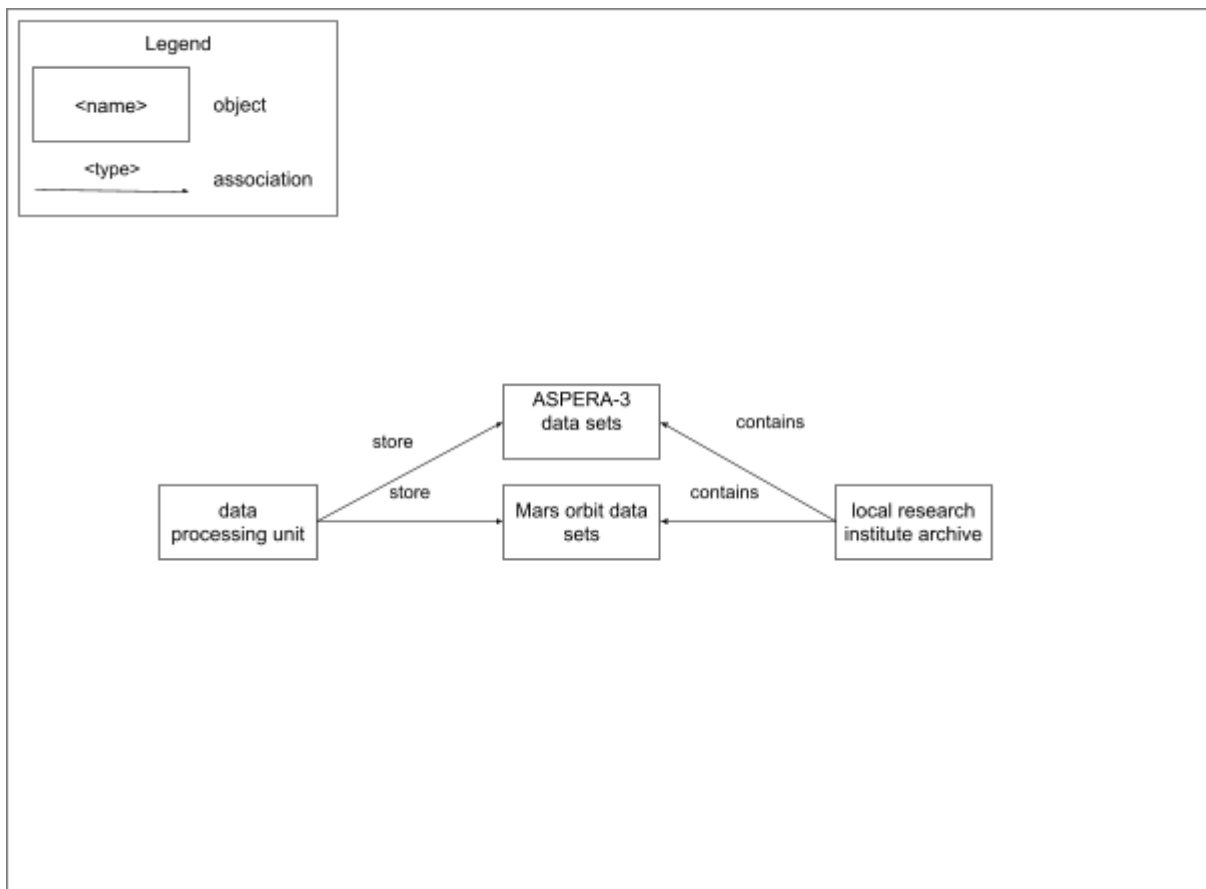 Legend
<name>
object
<type>
association
ASPERA-3
data sets
contains
store
store
contains
data
processing unit
Mars orbit data
sets
local research
institute archive